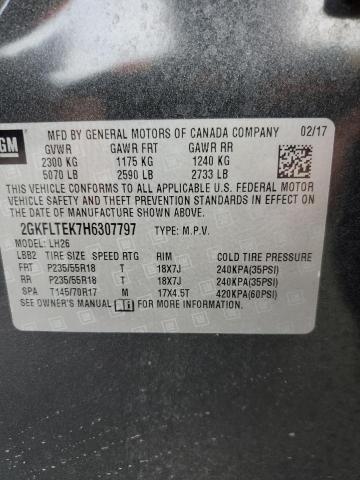 GM
MFD BY GENERAL MOTORS OF CANADA COMPANY 02/17
GVWR GAWR FRT GAWR RR
2300 KG 1175 KG 1240 KG
5070 LB 2590 LB 2733 LB
THIS VEHICLE CONFORMS TO ALL APPLICABLE U.S. FEDERAL MOTOR
VEHICLE SAFETY AND THEFT PREVENTION STANDARDS IN EFFECT ON
THE DATE OF MANUFACTURE SHOWN ABOVE.
2GKFLTEK7H6307797 TYPE: M.P.V.
MODEL: LH26
LBB2 TIRE SIZE SPEED RTG RIM COLD TIRE PRESSURE
FRT P235/55R18 T 18X7J 240KPA(35PSI)
RR P235/55R18 T 18X7J 240KPA(35PSI)
SPA T145/70R17 M 17X4.5T 420KPA(60PSI)
SEE OWNER'S MANUAL FOR ADDITIONAL INFORMATION